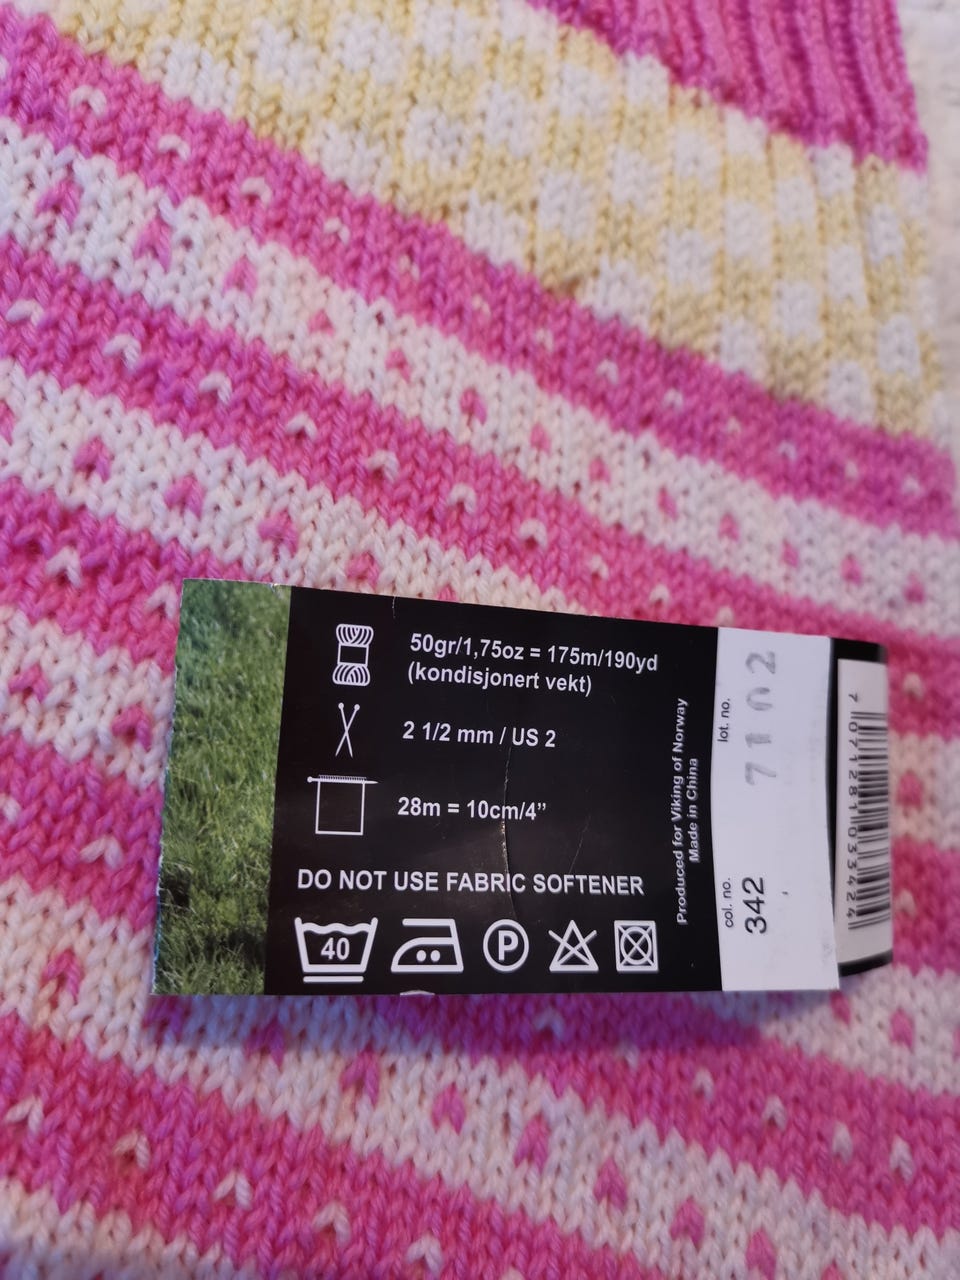 50gr/1,75oz = 175m/190yd
(kondisjonert vekt)
2 1/2 mm / US 2
28m = 10cm/4”
DO NOT USE FABRIC SOFTENER
40
P
Produced for Viking of Norway
Made in China
lot. no.
7102
col. no.
342
7071281033424